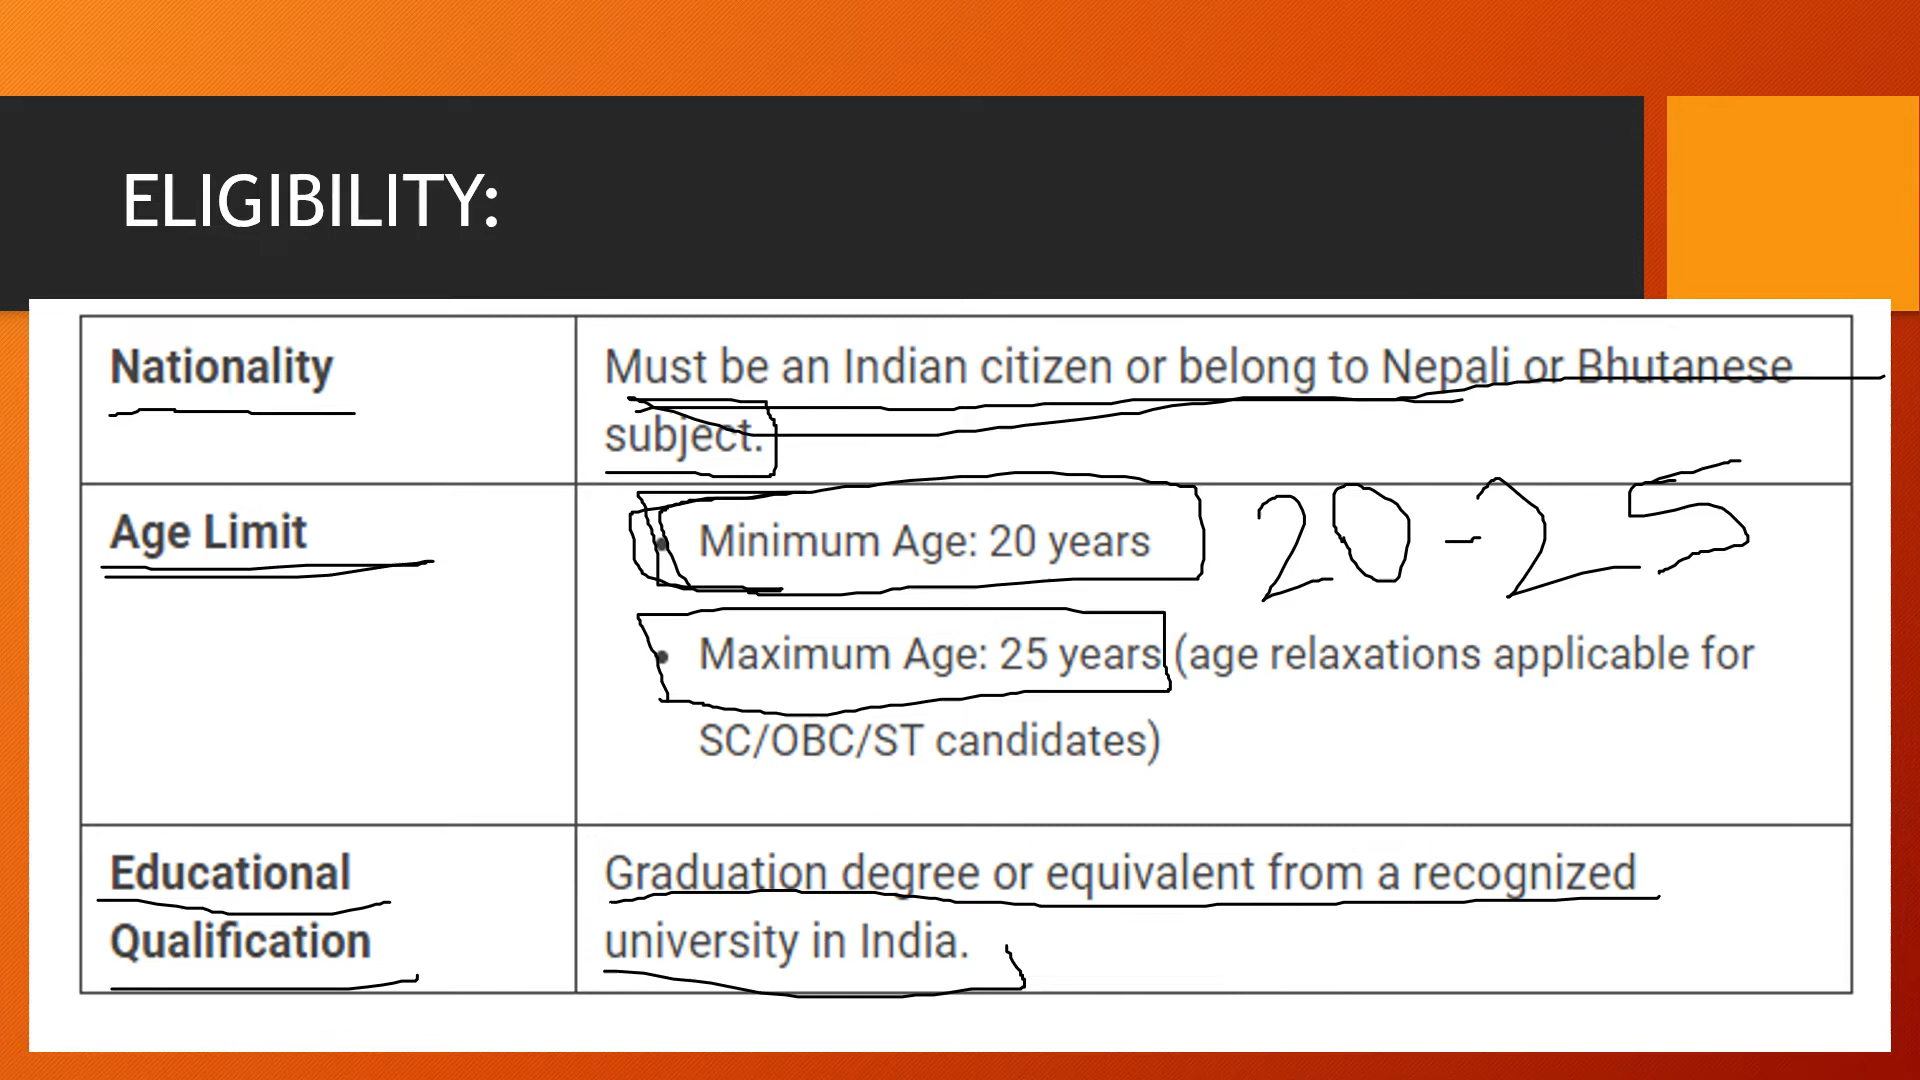 ELIGIBILITY:
Nationality
Must be an Indian citizen or belong to Nepali or Bhutanese
subject.
Age Limit
• Minimum Age: 20 years
20-25
• Maximum Age: 25 years (age relaxations applicable for
SC/OBC/ST candidates)
Educational
Qualification
Graduation degree or equivalent from a recognized
university in India.